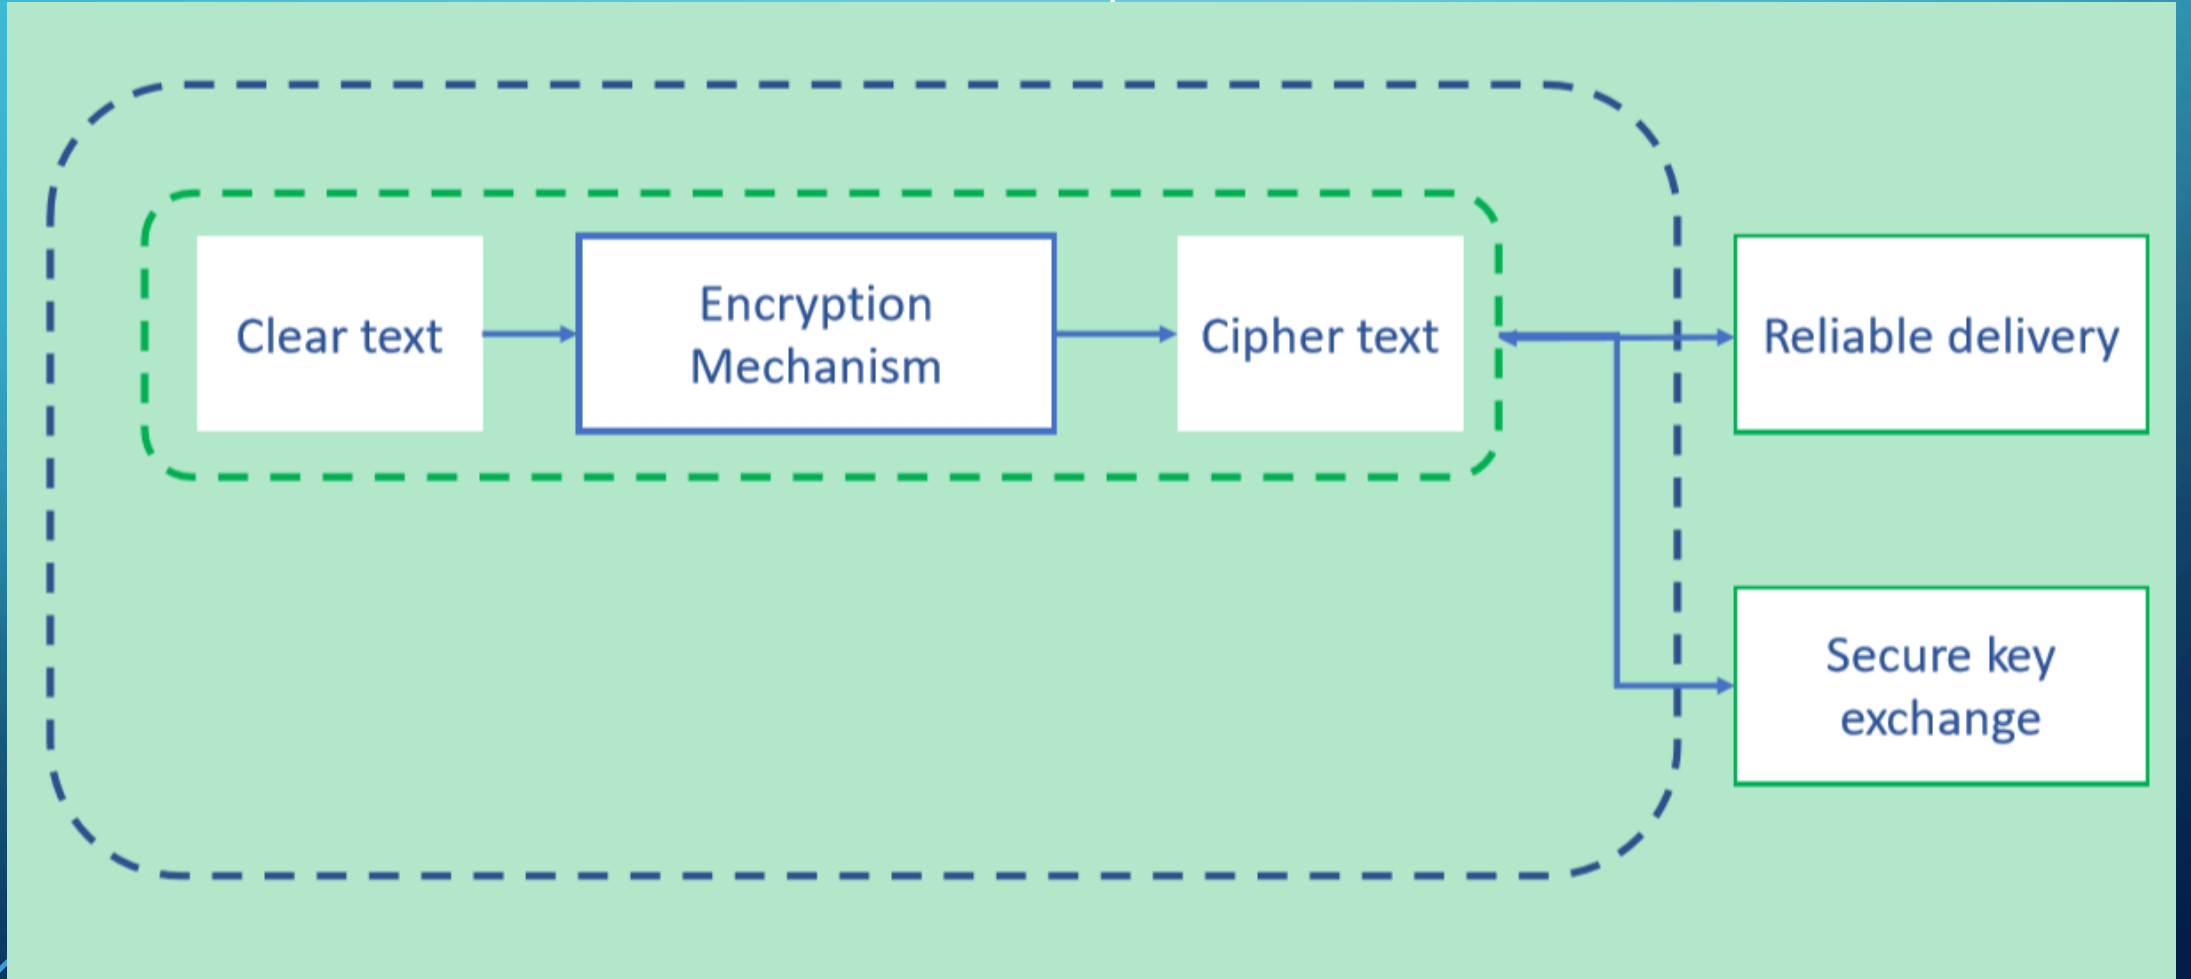 Clear text
Encryption
Mechanism
Cipher text
Reliable delivery
Secure key
exchange